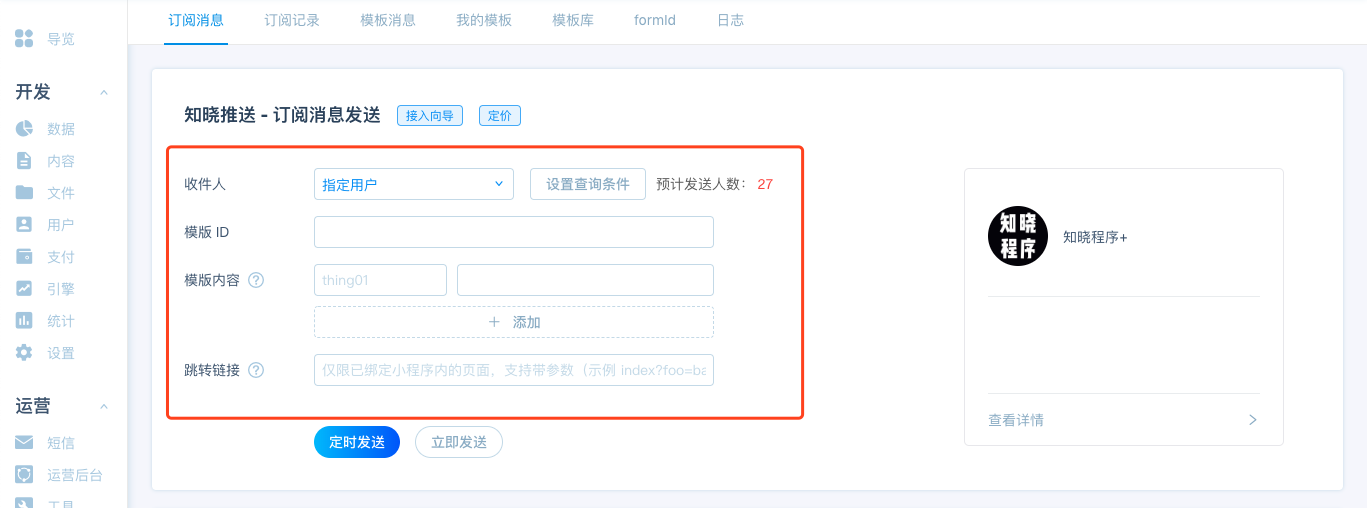 订阅消息 订阅记录 模板消息 我的模板 模板库 formId 日志
导览
开发
数据
内容
文件
用户
支付
引擎
统计
设置
运营
短信
运营后台
工具
知晓推送 - 订阅消息发送 接入向导 定价
收件人 指定用户 设置查询条件 预计发送人数： 27
模版 ID
模版内容 ? thing01
+ 添加
跳转链接 ? 仅限已绑定小程序内的页面，支持带参数（示例 index?foo=ba
定时发送 立即发送
知晓
程序
知晓程序+
查看详情